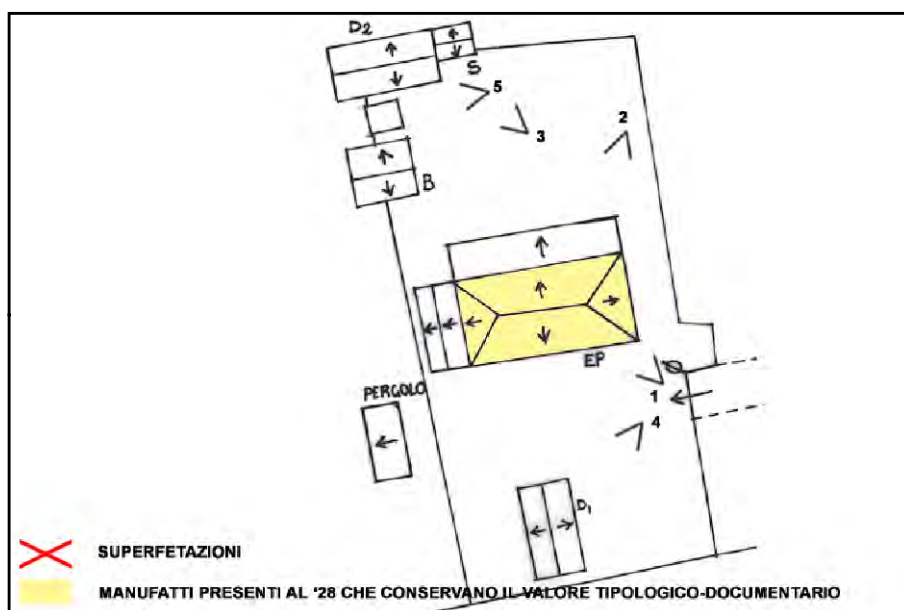 D2
S
5
3
2
B
EP
1
PERGOLO
4
D1
SUPERFETAZIONI
MANUFATTI PRESENTI AL '28 CHE CONSERVANO IL VALORE TIPOLOGICO-DOCUMENTARIO